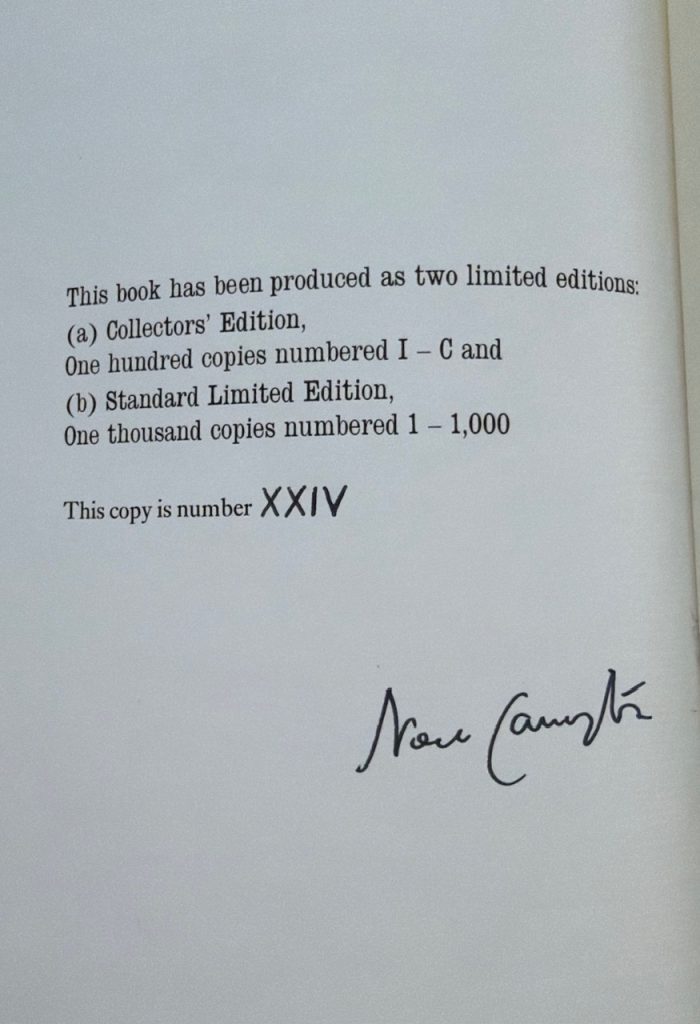 This book has been produced as two limited editions:
(a) Collectors' Edition,
One hundred copies numbered I – C and
(b) Standard Limited Edition,
One thousand copies numbered 1 – 1,000
This copy is number XXIV